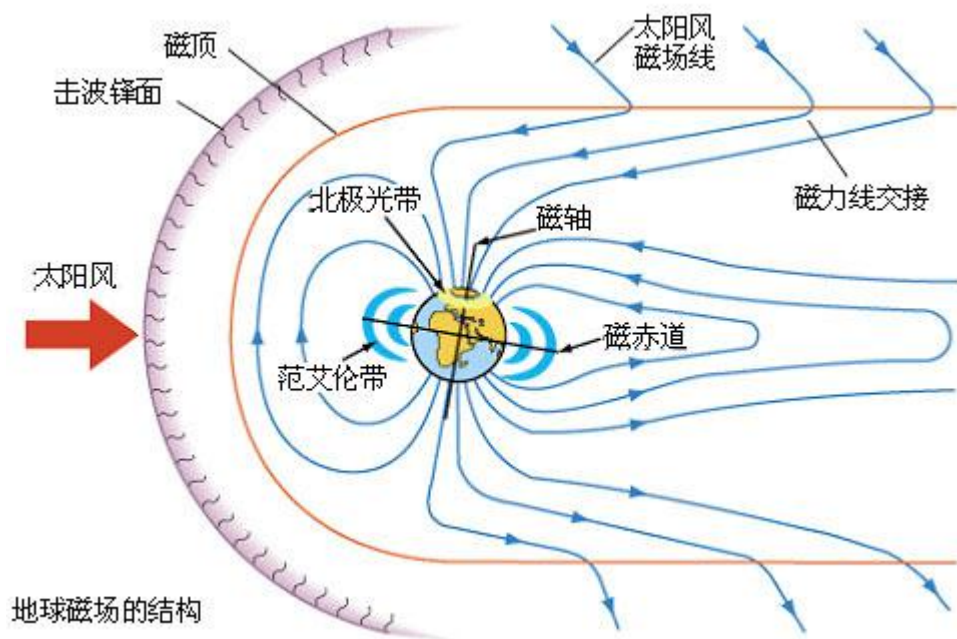 太阳风
磁场线
磁顶
击波锋面
北极光带
磁轴
磁力线交接
太阳风
磁赤道
范艾伦带
地球磁场的结构